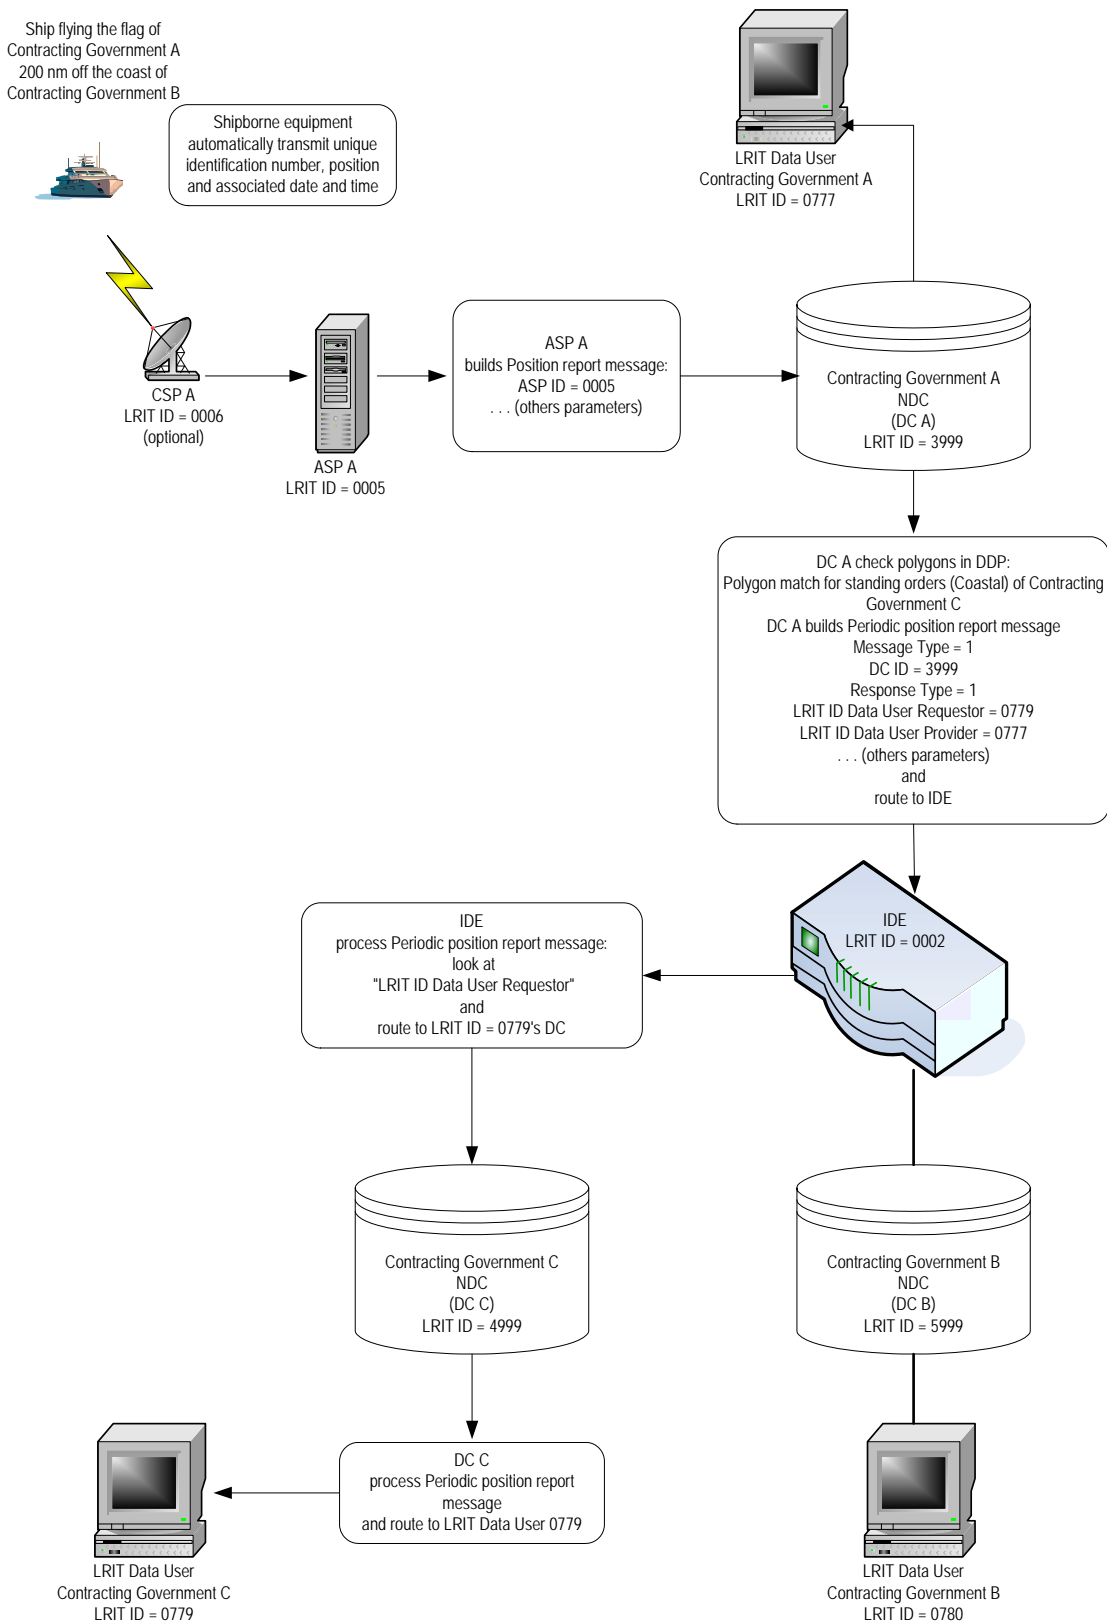 Ship flying the flag of
Contracting Government A
200 nm off the coast of
Contracting Government B
Shipborne equipment
automatically transmit unique
identification number, position
and associated date and time
LRIT Data User
Contracting Government A
LRIT ID = 0777
CSP A
LRIT ID = 0006
(optional)
ASP A
LRIT ID = 0005
ASP A
builds Position report message:
ASP ID = 0005
. . . (others parameters)
Contracting Government A
NDC
(DC A)
LRIT ID = 3999
DC A check polygons in DDP:
Polygon match for standing orders (Coastal) of Contracting
Government C
DC A builds Periodic position report message
Message Type = 1
DC ID = 3999
Response Type = 1
LRIT ID Data User Requestor = 0779
LRIT ID Data User Provider = 0777
. . . (others parameters)
and
route to IDE
IDE
LRIT ID = 0002
IDE
process Periodic position report message:
look at
"LRIT ID Data User Requestor"
and
route to LRIT ID = 0779's DC
Contracting Government C
NDC
(DC C)
LRIT ID = 4999
Contracting Government B
NDC
(DC B)
LRIT ID = 5999
DC C
process Periodic position report
message
and route to LRIT Data User 0779
LRIT Data User
Contracting Government C
LRIT ID = 0779
LRIT Data User
Contracting Government B
LRIT ID = 0780